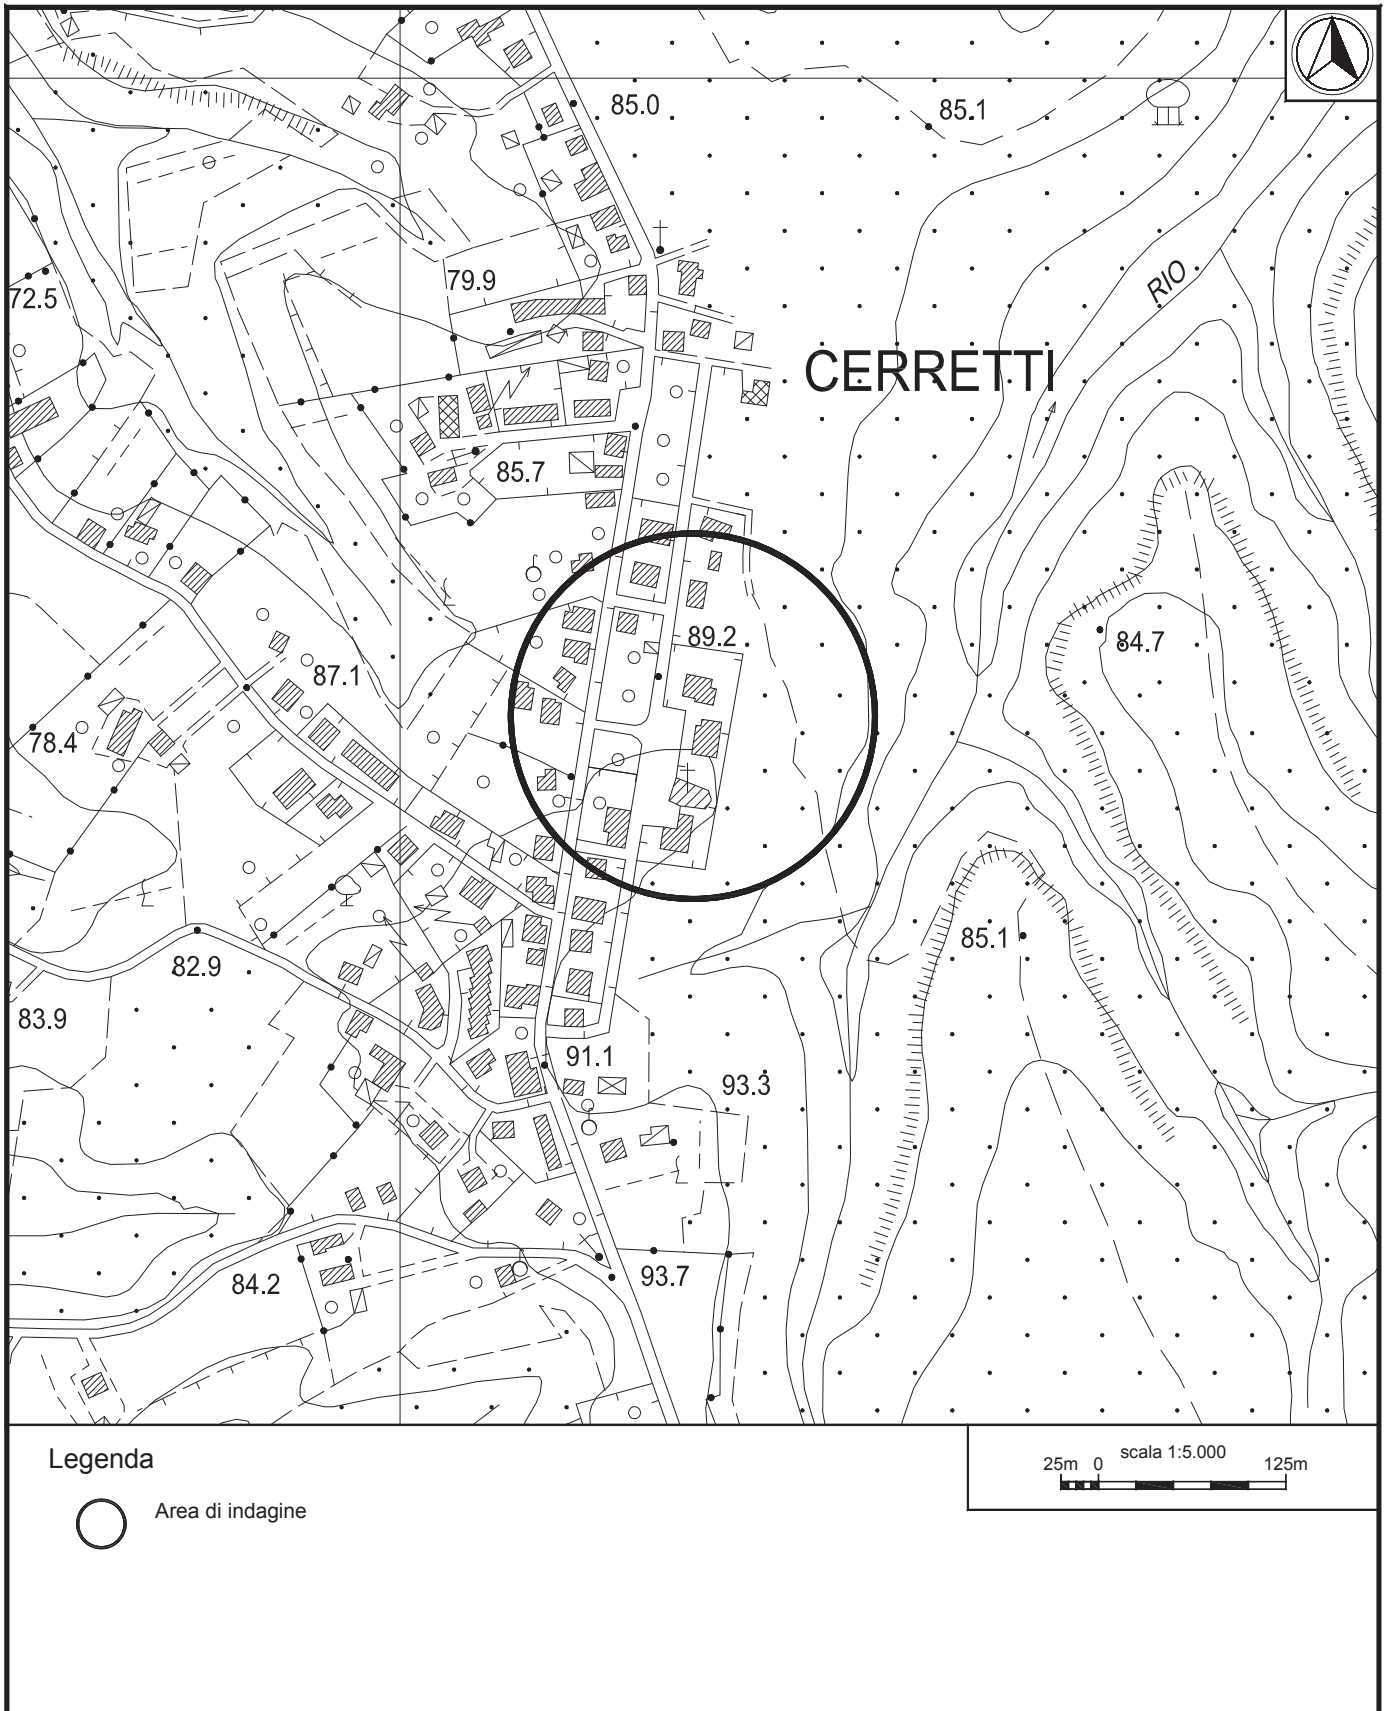 85.0
85.1
RIO
79.9
72.5
CERRETTI
85.7
89.2
84.7
87.1
78.4
85.1
82.9
83.9
91.1
93.3
93.7
84.2
Legenda
Area di indagine
scala 1:5.000
25m 0 125m